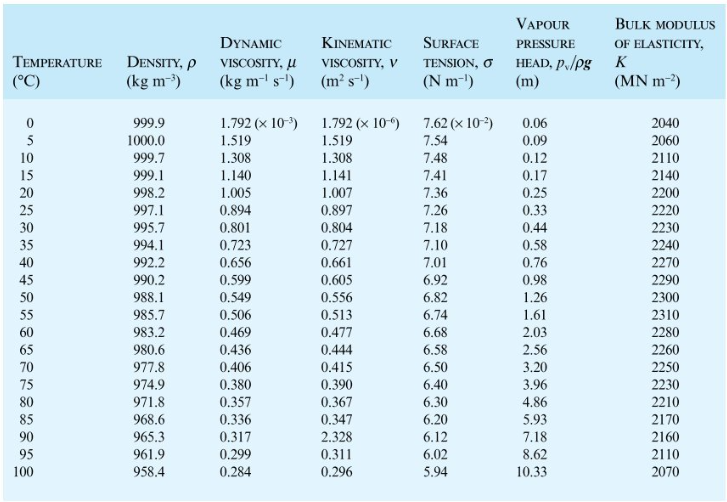 VAPOUR BULK MODULUS
DYNAMIC KINEMATIC SURFACE PRESSURE OF ELASTICITY,
TEMPERATURE DENSITY, ρ VISCOSITY, μ VISCOSITY, ν TENSION, σ HEAD, pᵥ/ρg K
(°C) (kg m⁻³) (kg m⁻¹ s⁻¹) (m² s⁻¹) (N m⁻¹) (m) (MN m⁻²)
0 999.9 1.792 (× 10⁻³) 1.792 (× 10⁻⁶) 7.62 (× 10⁻²) 0.06 2040
5 1000.0 1.519 1.519 7.54 0.09 2060
10 999.7 1.308 1.308 7.48 0.12 2110
15 999.1 1.140 1.141 7.41 0.17 2140
20 998.2 1.005 1.007 7.36 0.25 2200
25 997.1 0.894 0.897 7.26 0.33 2220
30 995.7 0.801 0.804 7.18 0.44 2230
35 994.1 0.723 0.727 7.10 0.58 2240
40 992.2 0.656 0.661 7.01 0.76 2270
45 990.2 0.599 0.605 6.92 0.98 2290
50 988.1 0.549 0.556 6.82 1.26 2300
55 985.7 0.506 0.513 6.74 1.61 2310
60 983.2 0.469 0.477 6.68 2.03 2280
65 980.6 0.436 0.444 6.58 2.56 2260
70 977.8 0.406 0.415 6.50 3.20 2250
75 974.9 0.380 0.390 6.40 3.96 2230
80 971.8 0.357 0.367 6.30 4.86 2210
85 968.6 0.336 0.347 6.20 5.93 2170
90 965.3 0.317 2.328 6.12 7.18 2160
95 961.9 0.299 0.311 6.02 8.62 2110
100 958.4 0.284 0.296 5.94 10.33 2070